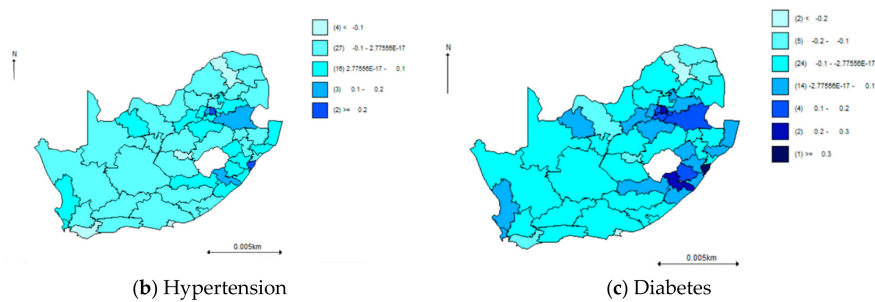 N
(4) < -0.1
(27) -0.1 - 2.77556E-17
(18) 2.77556E-17 - 0.1
(3) 0.1 - 0.2
(2) >= 0.2
0.005km
(b) Hypertension
N
(2) < -0.2
(5) -0.2 - -0.1
(24) -0.1 - -2.77556E-17
(14) -2.77556E-17 - 0.1
(4) 0.1 - 0.2
(2) 0.2 - 0.3
(1) >= 0.3
0.005km
(c) Diabetes